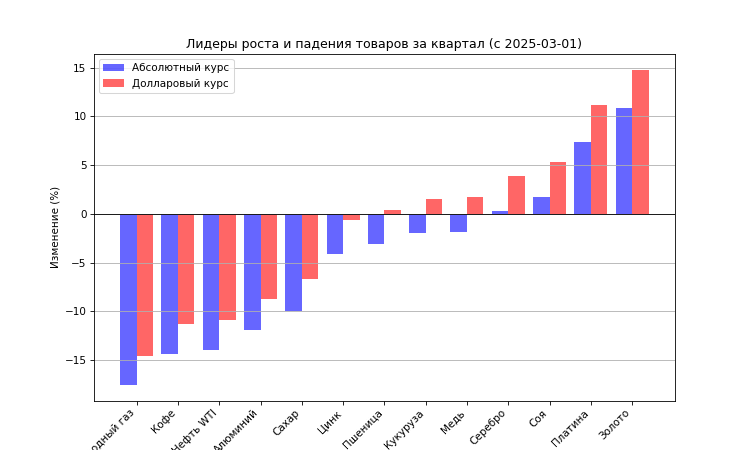 Лидеры роста и падения товаров за квартал (с 2025-03-01)
Абсолютный курс
Долларовый курс
Изменение (%)
15
10
5
0
−5
−10
−15
одный газ
Кофе
Нефть WTI
Алюминий
Сахар
Цинк
Пшеница
Кукуруза
Медь
Серебро
Соя
Платина
Золото